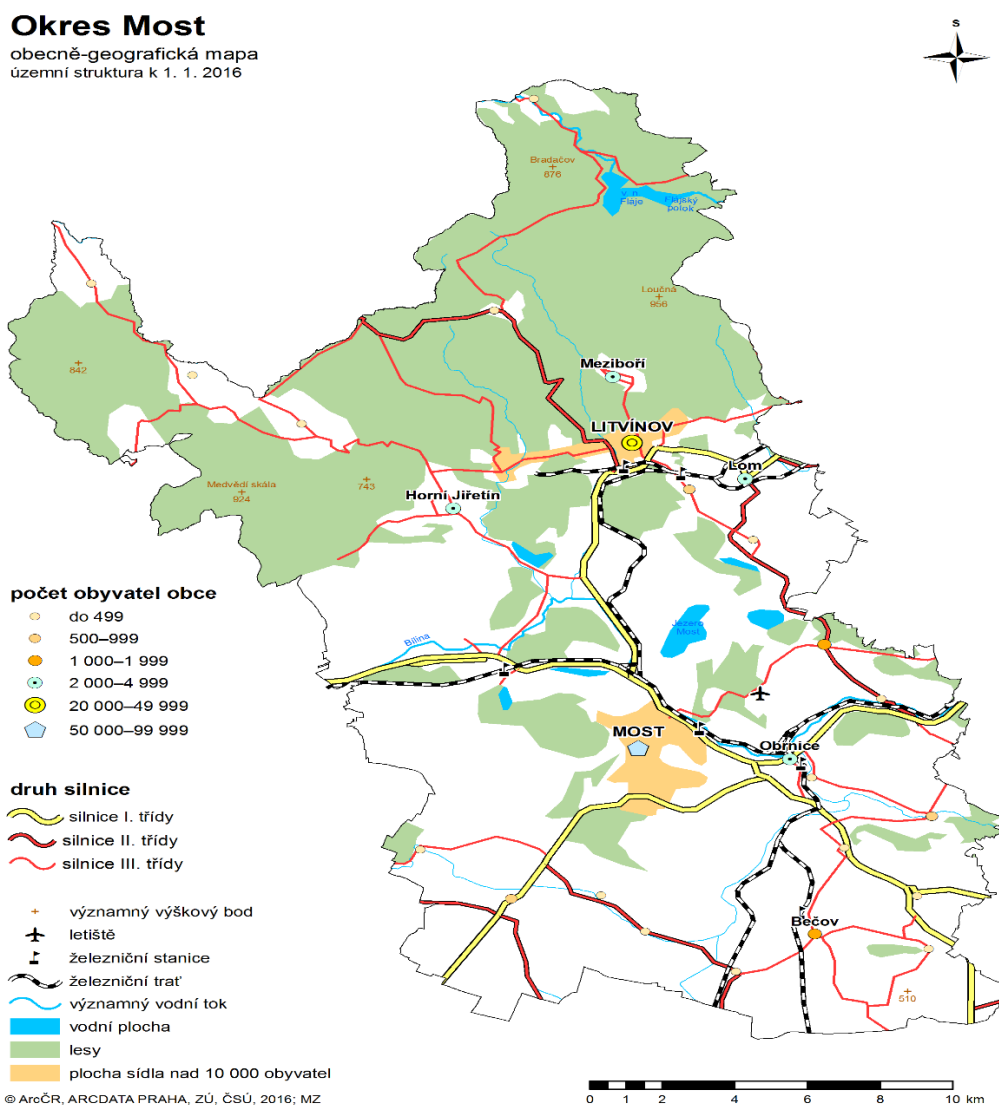 Okres Most
obecně-geografická mapa
územní struktura k 1. 1. 2016
s
Bradačov
876
v. n.
Fláje
Flájský
potok
Loučná
956
842
Meziboří
LITVÍNOV
Lom
Medvědí skála
924
743
Horní Jiřetín
Bílina
Jezero
Most
MOST
Obrnice
Bečov
510
počet obyvatel obce
do 499
500–999
1 000–1 999
2 000–4 999
20 000–49 999
50 000–99 999
druh silnice
silnice I. třídy
silnice II. třídy
silnice III. třídy
významný výškový bod
letiště
železniční stanice
železniční trať
významný vodní tok
vodní plocha
lesy
plocha sídla nad 10 000 obyvatel
© ArcČR, ARCDATA PRAHA, ZÚ, ČSÚ, 2016; MZ
0 1 2 4 6 8 10 km